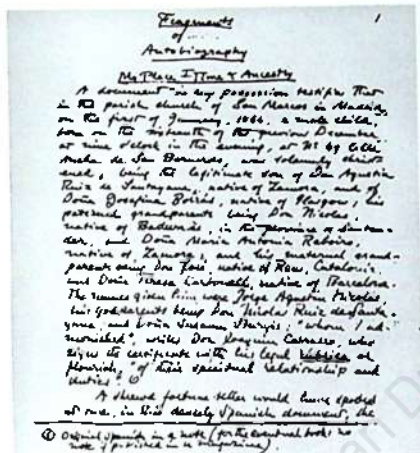 Fragments 1
of
Autobiography
My Place, Time & Ancestry
A document in my possession testifies that
in the parish church of San Marcos in Madrid,
on the first of January, 1864, a male child,
born on the sixteenth of the previous December,
at nine o'clock in the evening, at No 69 Calle
Ancha de San Bernardo, was solemnly christ-
ened, being the legitimate son of Don Agustín
Ruiz de Santayana, native of Zamora, and of
Doña Josefina Borrás, native of Glasgow; his
paternal grandparents being Don Nicolás,
native of Badumés, in the province of Santan-
der, and Doña María Antonia Reboiro,
native of Zamora, and his maternal grand-
parents being Don José, native of Reus, Catalonia,
and Doña Teresa Carbonell, native of Barcelona.
The names given him were Jorge Agustín Nicolás,
his godparents being Don Nicolás Ruiz de Santa-
yana, and Doña Susana Sturgis; "whom I ad-
monished", writes Don Joaquín Carrasco, who
signs the certificate with his legal rubrica or
flourish, "of their spiritual relationship and
duties." ①
A shrewd fortune-teller would have spotted
at once, in this densely Spanish document, the
① Original Spanish in a note (for the eventual book: no
note if published in a magazine).